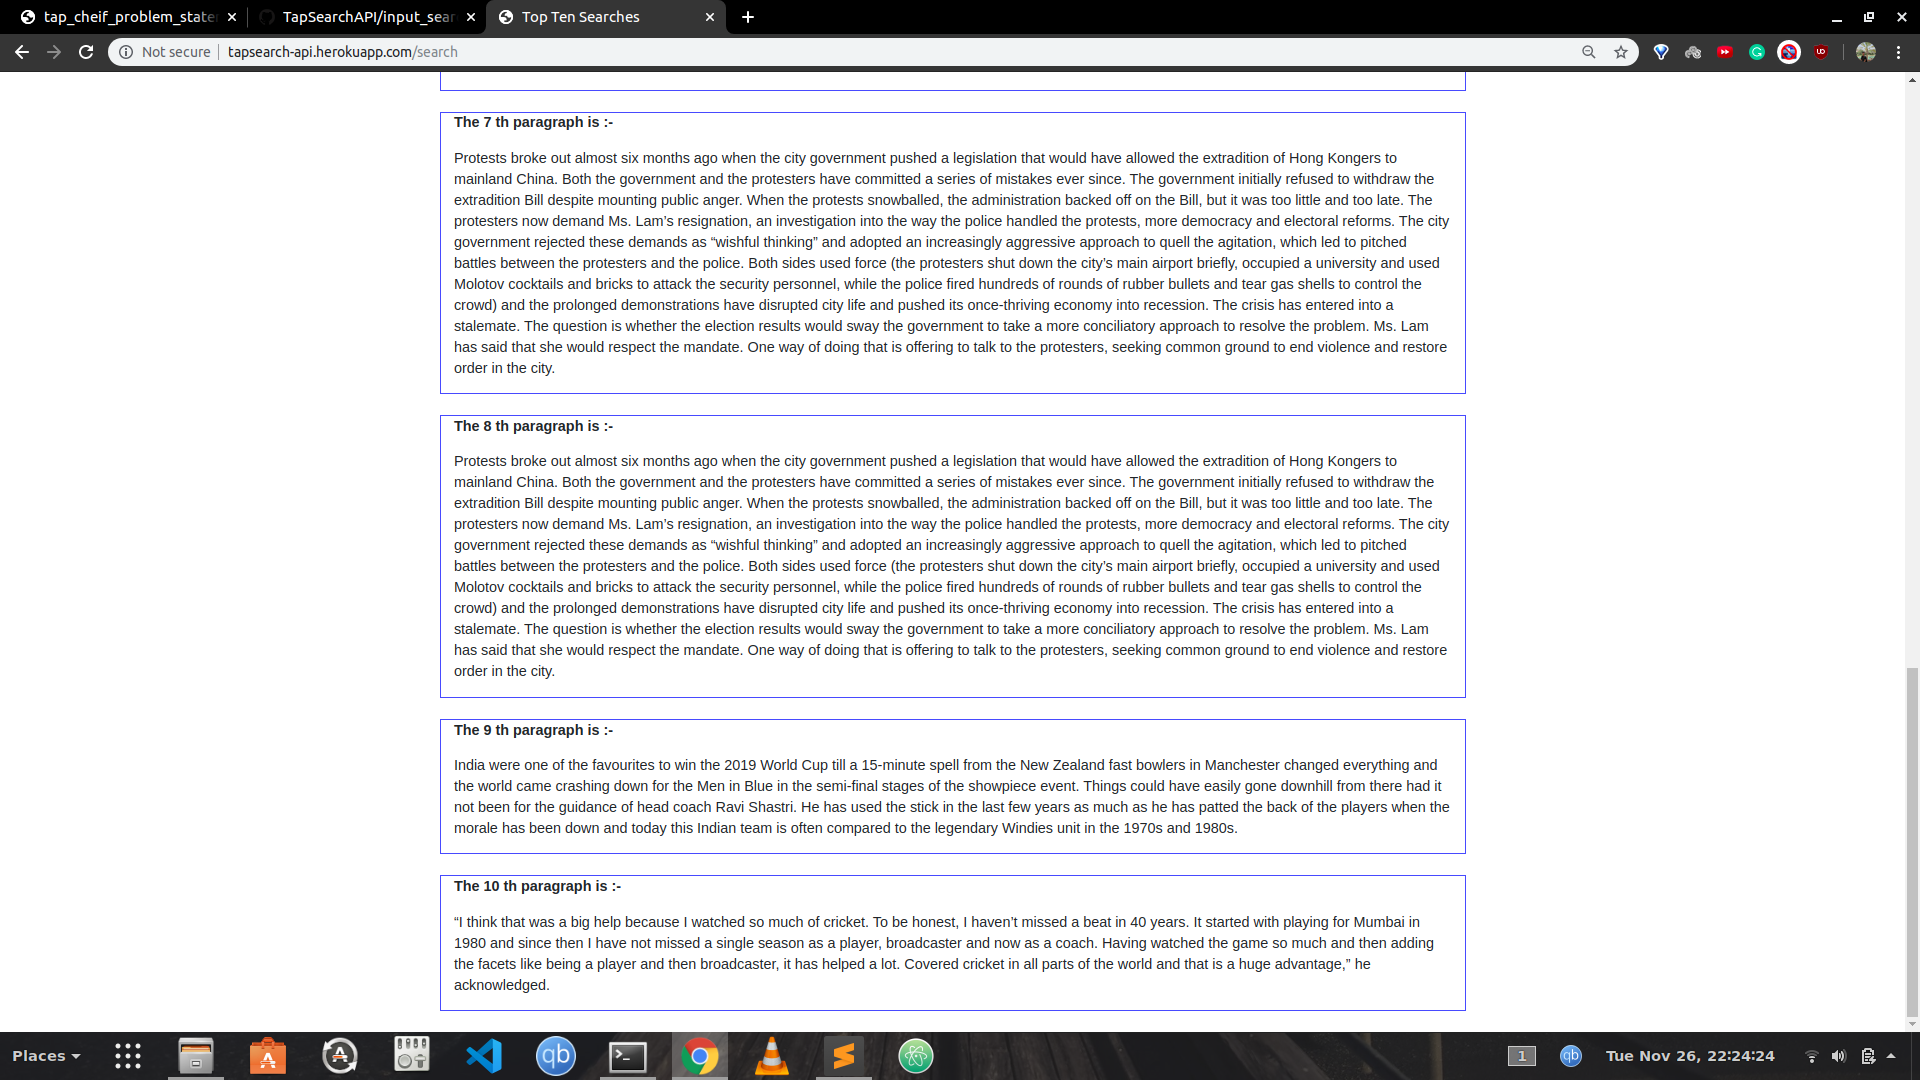 tap_cheif_problem_state
TapSearchAPI/input_sear
Top Ten Searches
Not secure
tapsearch-api.herokuapp.com/search
The 7 th paragraph is :-
Protests broke out almost six months ago when the city government pushed a legislation that would have allowed the extradition of Hong Kongers to
mainland China. Both the government and the protesters have committed a series of mistakes ever since. The government initially refused to withdraw the
extradition Bill despite mounting public anger. When the protests snowballed, the administration backed off on the Bill, but it was too little and too late. The
protesters now demand Ms. Lam’s resignation, an investigation into the way the police handled the protests, more democracy and electoral reforms. The city
government rejected these demands as “wishful thinking” and adopted an increasingly aggressive approach to quell the agitation, which led to pitched
battles between the protesters and the police. Both sides used force (the protesters shut down the city’s main airport briefly, occupied a university and used
Molotov cocktails and bricks to attack the security personnel, while the police fired hundreds of rounds of rubber bullets and tear gas shells to control the
crowd) and the prolonged demonstrations have disrupted city life and pushed its once-thriving economy into recession. The crisis has entered into a
stalemate. The question is whether the election results would sway the government to take a more conciliatory approach to resolve the problem. Ms. Lam
has said that she would respect the mandate. One way of doing that is offering to talk to the protesters, seeking common ground to end violence and restore
order in the city.
The 8 th paragraph is :-
Protests broke out almost six months ago when the city government pushed a legislation that would have allowed the extradition of Hong Kongers to
mainland China. Both the government and the protesters have committed a series of mistakes ever since. The government initially refused to withdraw the
extradition Bill despite mounting public anger. When the protests snowballed, the administration backed off on the Bill, but it was too little and too late. The
protesters now demand Ms. Lam’s resignation, an investigation into the way the police handled the protests, more democracy and electoral reforms. The city
government rejected these demands as “wishful thinking” and adopted an increasingly aggressive approach to quell the agitation, which led to pitched
battles between the protesters and the police. Both sides used force (the protesters shut down the city’s main airport briefly, occupied a university and used
Molotov cocktails and bricks to attack the security personnel, while the police fired hundreds of rounds of rubber bullets and tear gas shells to control the
crowd) and the prolonged demonstrations have disrupted city life and pushed its once-thriving economy into recession. The crisis has entered into a
stalemate. The question is whether the election results would sway the government to take a more conciliatory approach to resolve the problem. Ms. Lam
has said that she would respect the mandate. One way of doing that is offering to talk to the protesters, seeking common ground to end violence and restore
order in the city.
The 9 th paragraph is :-
India were one of the favourites to win the 2019 World Cup till a 15-minute spell from the New Zealand fast bowlers in Manchester changed everything and
the world came crashing down for the Men in Blue in the semi-final stages of the showpiece event. Things could have easily gone downhill from there had it
not been for the guidance of head coach Ravi Shastri. He has used the stick in the last few years as much as he has patted the back of the players when the
morale has been down and today this Indian team is often compared to the legendary Windies unit in the 1970s and 1980s.
The 10 th paragraph is :-
“I think that was a big help because I watched so much of cricket. To be honest, I haven’t missed a beat in 40 years. It started with playing for Mumbai in
1980 and since then I have not missed a single season as a player, broadcaster and now as a coach. Having watched the game so much and then adding
the facets like being a player and then broadcaster, it has helped a lot. Covered cricket in all parts of the world and that is a huge advantage,” he
acknowledged.
Places
qb
1
qb
Tue Nov 26, 22:24:24